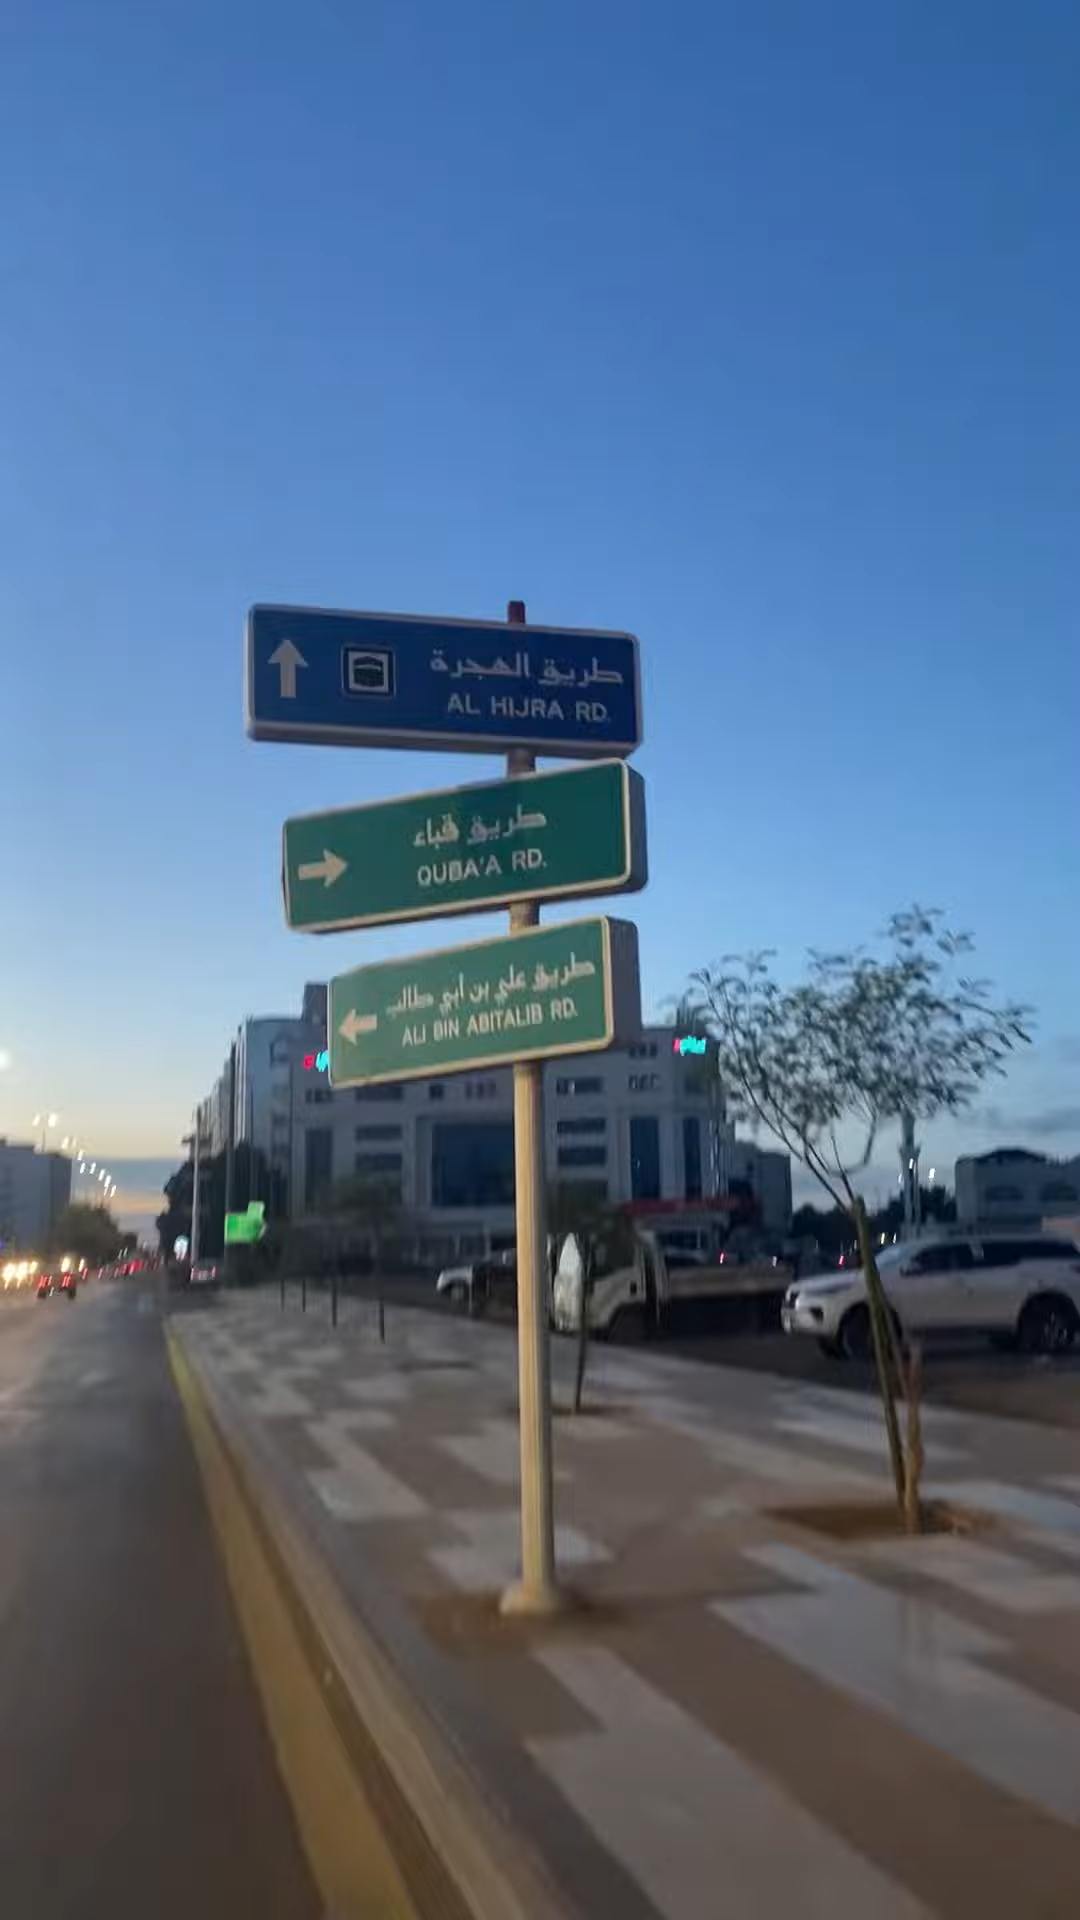 طريق الهجرة
AL HIJRA RD.
طريق قباء
QUBA'A RD.
طريق علي بن ابي طالب
ALI BIN ABITALIB RD.